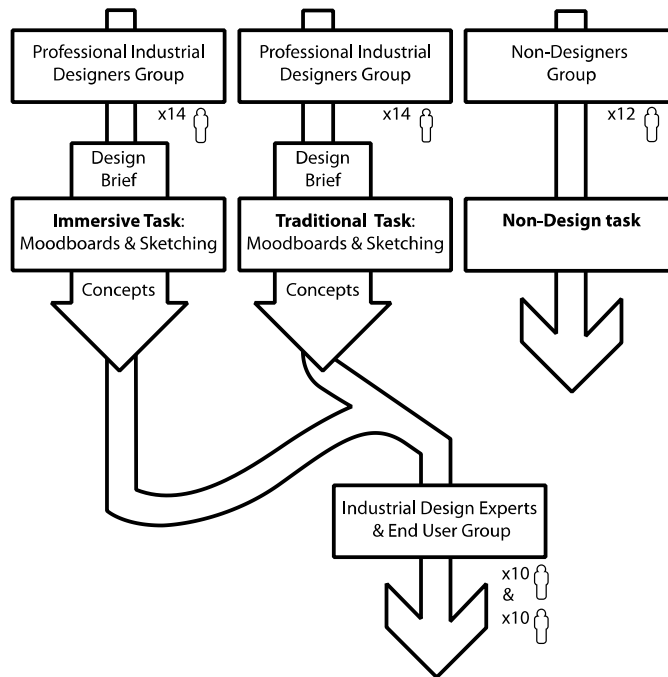 Professional Industrial
Designers Group
x14
Design
Brief
Immersive Task:
Moodboards & Sketching
Concepts
Professional Industrial
Designers Group
x14
Design
Brief
Traditional Task:
Moodboards & Sketching
Concepts
Non-Designers
Group
x12
Non-Design task
Industrial Design Experts
& End User Group
x10
&
x10